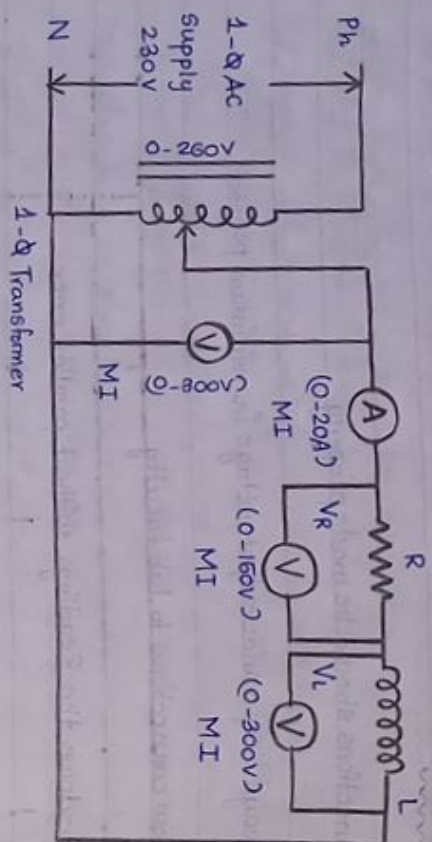 Ph
1-Φ AC
Supply
230V
N
0-260V
1-Φ Transformer
V
(0-300V)
MI
A
(0-20A)
MI
R
VR
V
(0-150V)
MI
L
VL
V
(0-300V)
MI